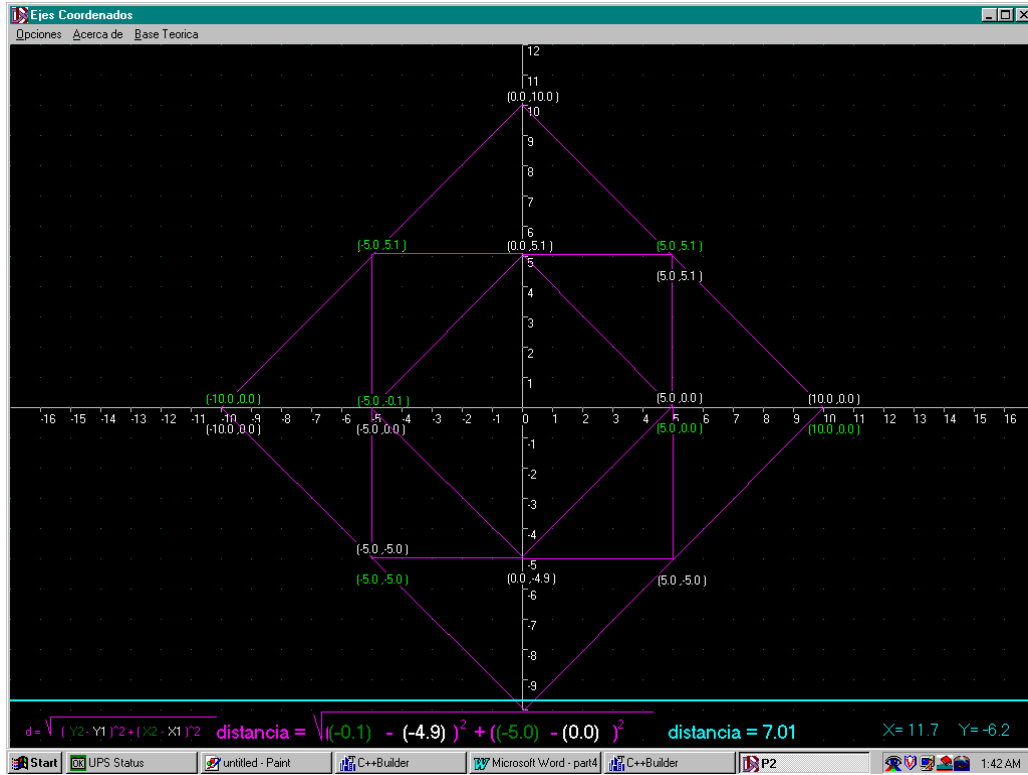 Ejes Coordenados
Opciones Acerca de Base Teorica
12
11
(0.0 ,10.0 )
10
9
8
7
6
(-5.0 ,5.1 ) (0.0 ,5.1 ) (5.0 ,5.1 )
5
(5.0 ,5.1 )
4
3
2
1
(-10.0 ,0.0 ) (-5.0 ,-0.1 ) (5.0 ,0.0 ) (10.0 ,0.0 )
-16 -15 -14 -13 -12 -11 -10 -9 -8 -7 -6 -5 -4 -3 -2 -1 0 1 2 3 4 5 6 7 8 9 10 11 12 13 14 15 16
(-10.0 ,0.0 ) (-5.0 ,0.0 ) (5.0 ,0.0 ) (10.0 ,0.0 )
-1
-2
-3
-4
(-5.0 ,-5.0 )
-5
(-5.0 ,-5.0 ) (0.0 ,-4.9 ) (5.0 ,-5.0 )
-6
-7
-8
-9
d = √( Y2 - Y1 )^2 + ( X2 - X1 )^2 distancia = √((-0.1) - (-4.9) )² + ((-5.0) - (0.0) )² distancia = 7.01 X= 11.7 Y= -6.2
Start UPS Status untitled - Paint C++Builder Microsoft Word - part4 C++Builder P2 1:42 AM